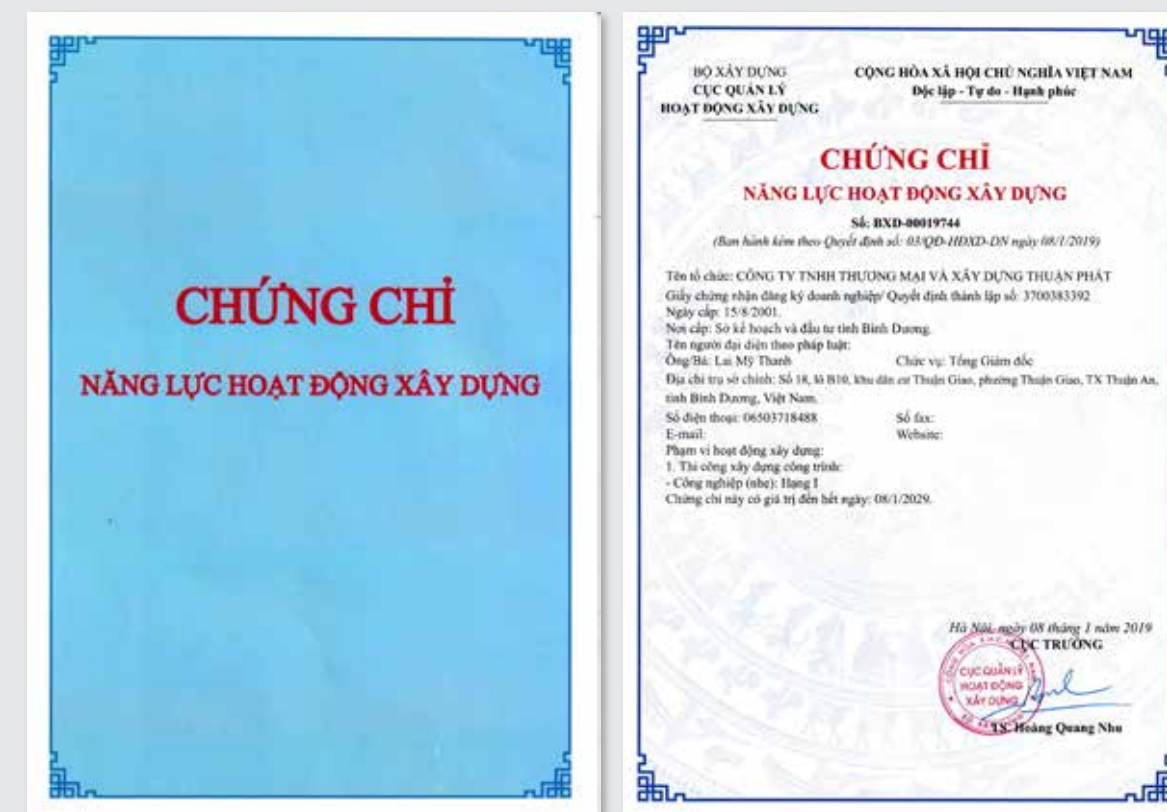 CHỨNG CHỈ
NĂNG LỰC HOẠT ĐỘNG XÂY DỰNG
BỘ XÂY DỰNG
CỤC QUẢN LÝ
HOẠT ĐỘNG XÂY DỰNG
CỘNG HÒA XÃ HỘI CHỦ NGHĨA VIỆT NAM
Độc lập - Tự do - Hạnh phúc
CHỨNG CHỈ
NĂNG LỰC HOẠT ĐỘNG XÂY DỰNG
Số: BXD-00019744
(Ban hành kèm theo Quyết định số: 03/QĐ-HĐXD-DN ngày 08/1/2019)
Tên tổ chức: CÔNG TY TNHH THƯƠNG MẠI VÀ XÂY DỰNG THUẬN PHÁT
Giấy chứng nhận đăng ký doanh nghiệp/ Quyết định thành lập số: 3700383392
Ngày cấp: 15/8/2001.
Nơi cấp: Sở kế hoạch và đầu tư tỉnh Bình Dương.
Tên người đại diện theo pháp luật:
Ông/Bà: Lai Mỹ Thanh Chức vụ: Tổng Giám đốc
Địa chỉ trụ sở chính: Số 18, lô B10, khu dân cư Thuận Giao, phường Thuận Giao, TX Thuận An,
tỉnh Bình Dương, Việt Nam.
Số điện thoại: 06503718488 Số fax:
E-mail: Website:
Phạm vi hoạt động xây dựng:
1. Thi công xây dựng công trình:
- Công nghiệp (nhẹ): Hạng I
Chứng chỉ này có giá trị đến hết ngày: 08/1/2029.
Hà Nội, ngày 08 tháng 1 năm 2019
CỤC TRƯỞNG
CỤC QUẢN LÝ
HOẠT ĐỘNG
XÂY DỰNG
TS. Hoàng Quang Nhu